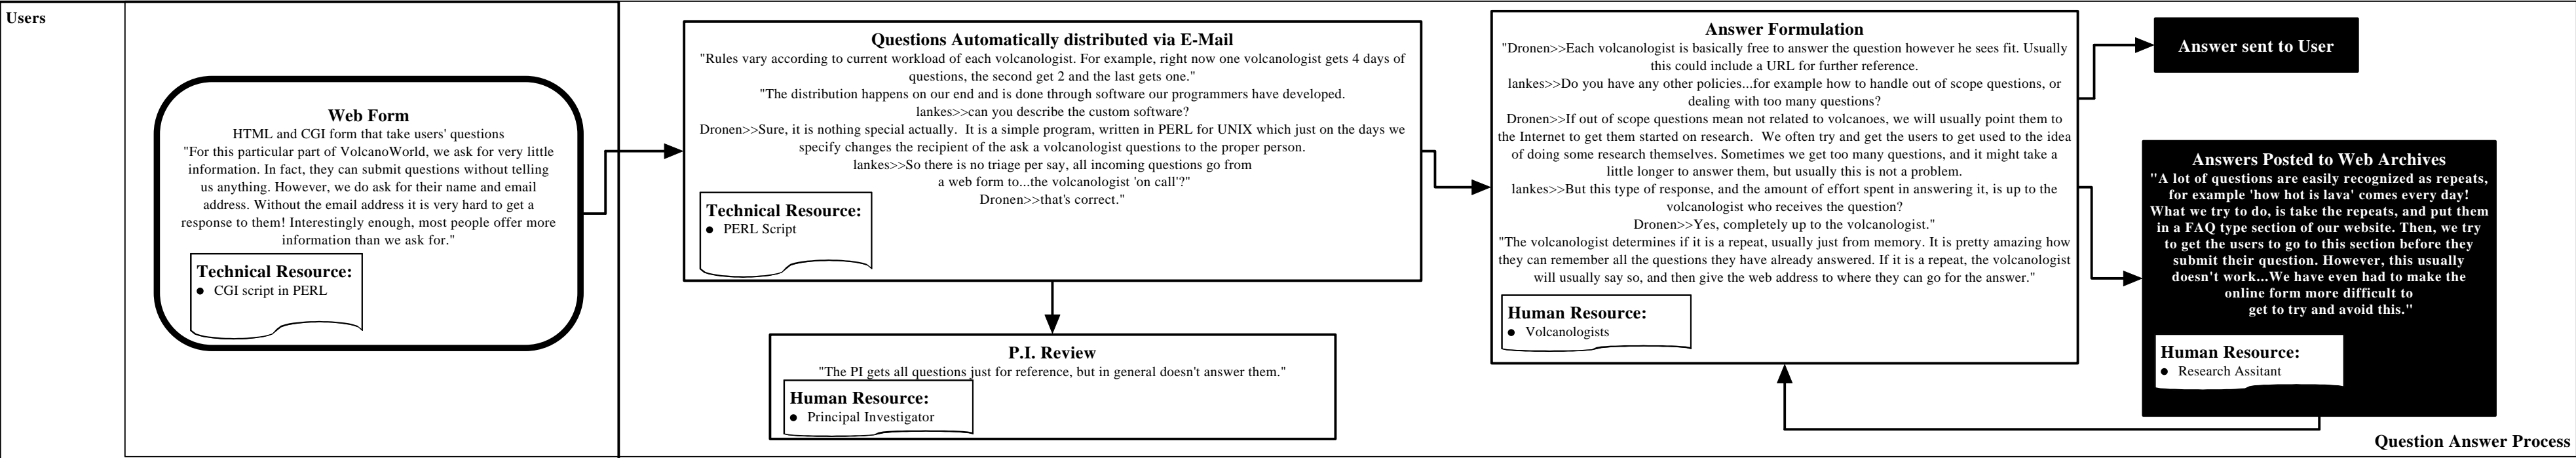 Users
Web Form
HTML and CGI form that take users' questions
"For this particular part of VolcanoWorld, we ask for very little
information. In fact, they can submit questions without telling
us anything. However, we do ask for their name and email
address. Without the email address it is very hard to get a
response to them! Interestingly enough, most people offer more
information than we ask for."
Technical Resource:
● CGI script in PERL
Questions Automatically distributed via E-Mail
"Rules vary according to current workload of each volcanologist. For example, right now one volcanologist gets 4 days of
questions, the second get 2 and the last gets one."
"The distribution happens on our end and is done through software our programmers have developed.
lankes>>can you describe the custom software?
Dronen>>Sure, it is nothing special actually.  It is a simple program, written in PERL for UNIX which just on the days we
specify changes the recipient of the ask a volcanologist questions to the proper person.
lankes>>So there is no triage per say, all incoming questions go from
a web form to...the volcanologist 'on call'?"
Dronen>>that's correct."
Technical Resource:
● PERL Script
P.I. Review
"The PI gets all questions just for reference, but in general doesn't answer them."
Human Resource:
● Principal Investigator
Answer Formulation
"Dronen>>Each volcanologist is basically free to answer the question however he sees fit. Usually
this could include a URL for further reference.
lankes>>Do you have any other policies...for example how to handle out of scope questions, or
dealing with too many questions?
Dronen>>If out of scope questions mean not related to volcanoes, we will usually point them to
the Internet to get them started on research.  We often try and get the users to get used to the idea
of doing some research themselves. Sometimes we get too many questions, and it might take a
little longer to answer them, but usually this is not a problem.
lankes>>But this type of response, and the amount of effort spent in answering it, is up to the
volcanologist who receives the question?
Dronen>>Yes, completely up to the volcanologist."
"The volcanologist determines if it is a repeat, usually just from memory. It is pretty amazing how
they can remember all the questions they have already answered. If it is a repeat, the volcanologist
will usually say so, and then give the web address to where they can go for the answer."
Human Resource:
● Volcanologists
Answer sent to User
Answers Posted to Web Archives
"A lot of questions are easily recognized as repeats,
for example 'how hot is lava' comes every day!
What we try to do, is take the repeats, and put them
in a FAQ type section of our website. Then, we try
to get the users to go to this section before they
submit their question. However, this usually
doesn't work...We have even had to make the
online form more difficult to
get to try and avoid this."
Human Resource:
● Research Assitant
Question Answer Process